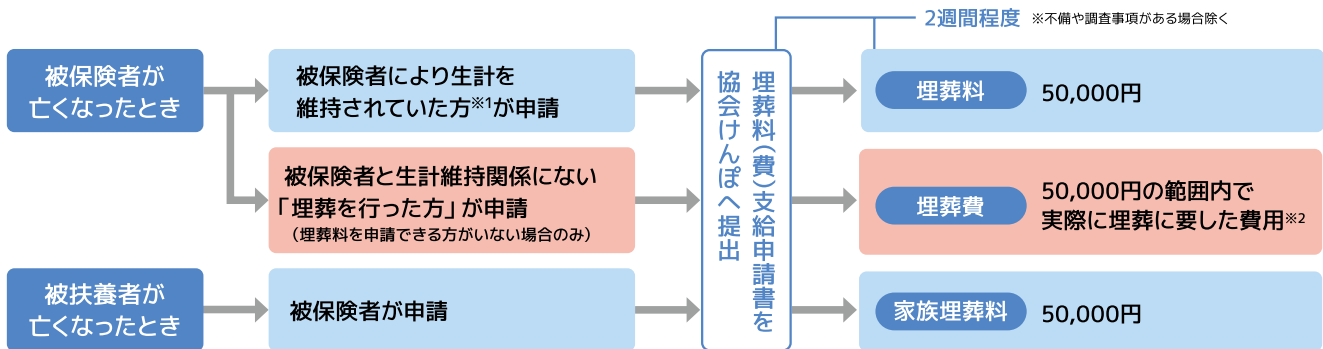 2週間程度 ※不備や調査事項がある場合除く
被保険者が
亡くなったとき
被保険者により生計を
維持されていた方※1が申請
被保険者と生計維持関係にない
「埋葬を行った方」が申請
（埋葬料を申請できる方がいない場合のみ）
被扶養者が
亡くなったとき
被保険者が申請
埋葬料（費）支給申請書を
協会けんぽへ提出
埋葬料 50,000円
埋葬費 50,000円の範囲内で
実際に埋葬に要した費用※2
家族埋葬料 50,000円